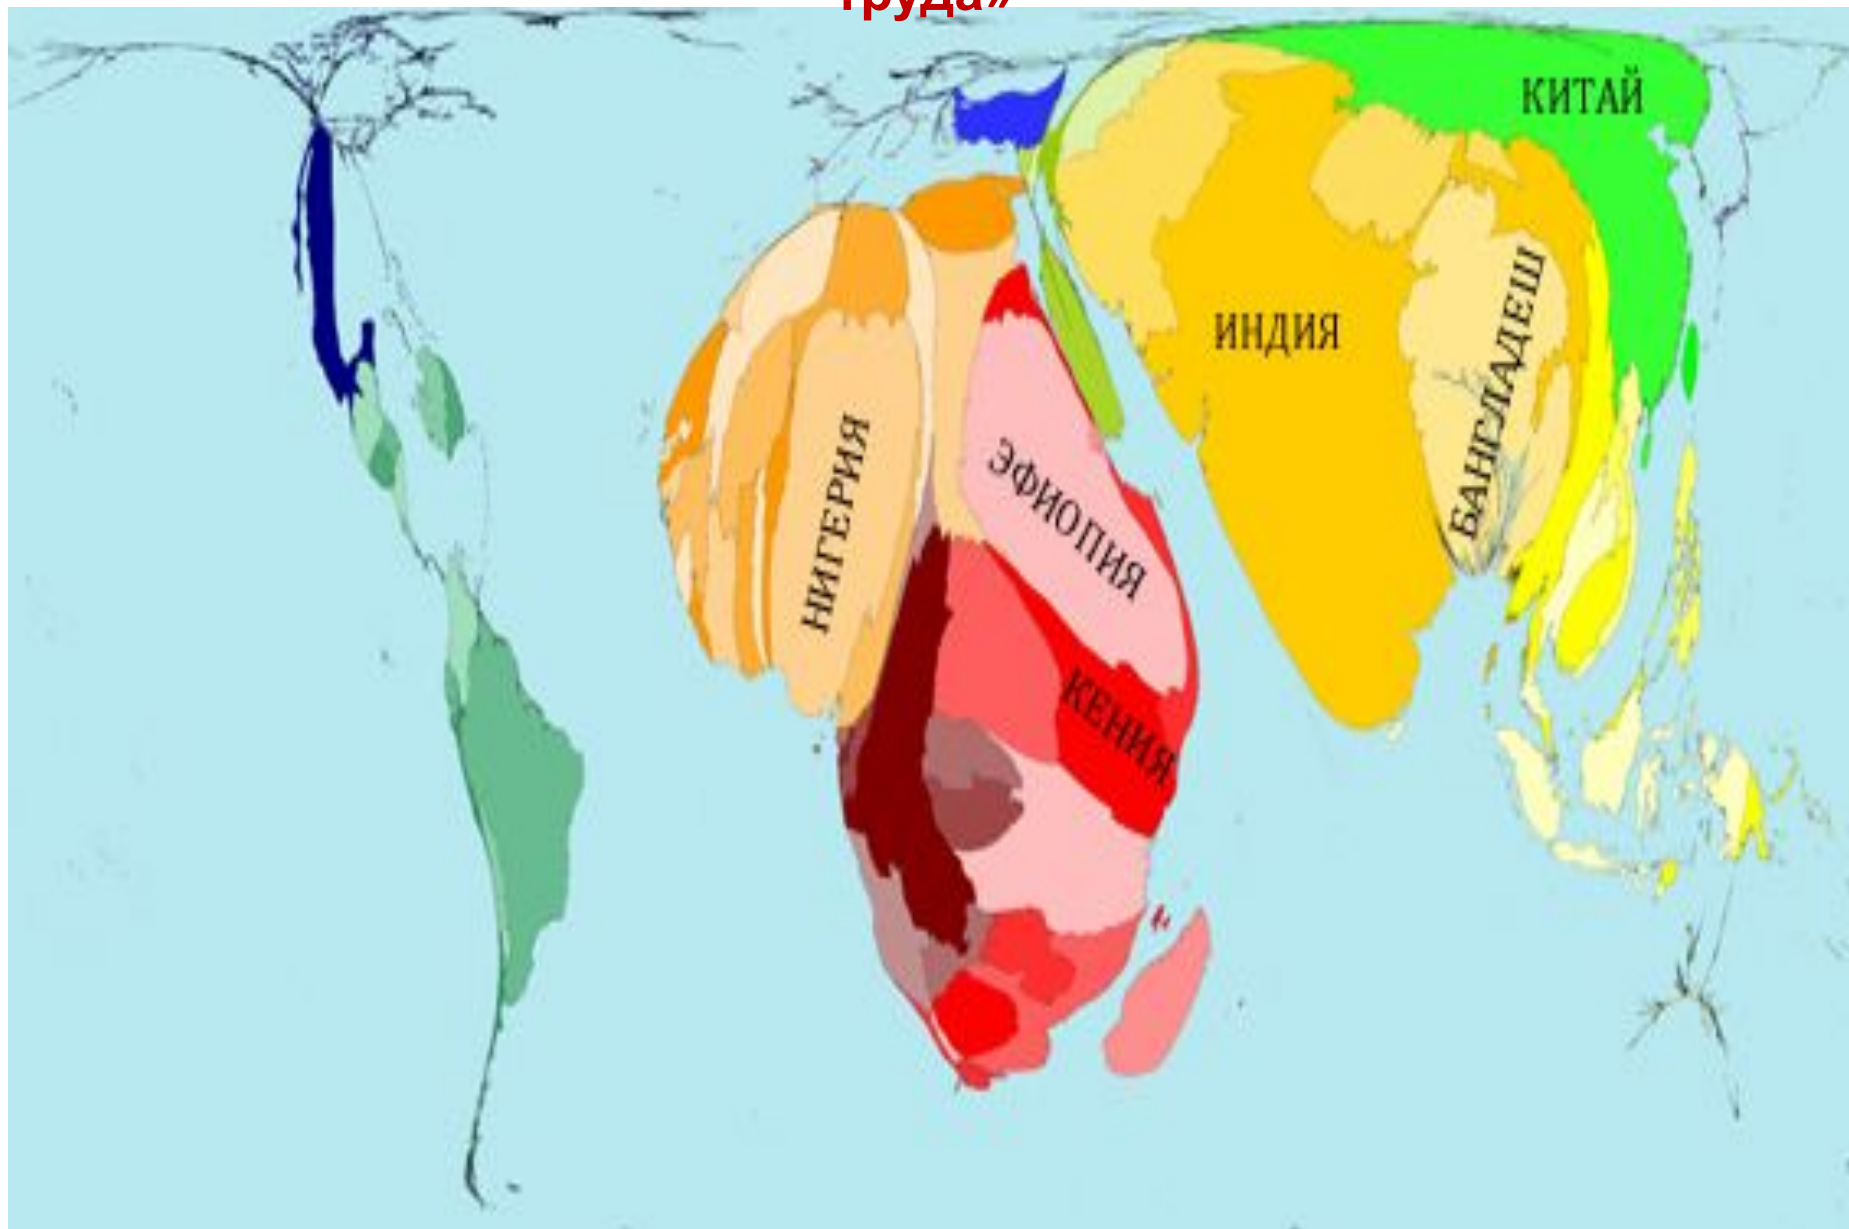 труда»
КИТАЙ
ИНДИЯ
БАНГЛАДЕШ
НИГЕРИЯ
ЭФИОПИЯ
КЕНИЯ